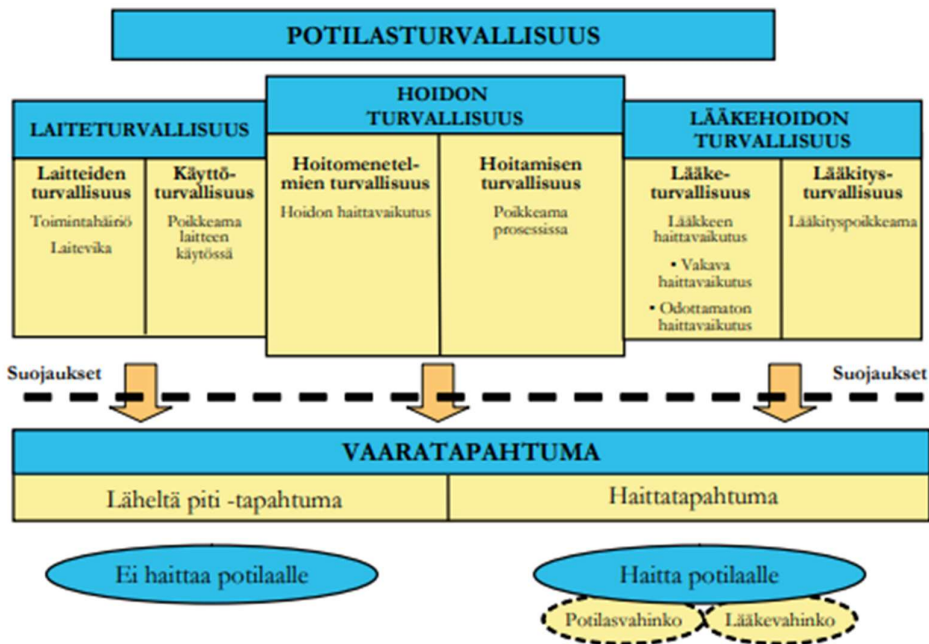 POTILASTURVALLISUUS
LAITETURVALLISUUS
Laitteiden
turvallisuus
Toimintahäiriö
Laitevika
Käyttö-
turvallisuus
Poikkeama
laitteen
käytössä
HOIDON
TURVALLISUUS
Hoitomenetel-
mien turvallisuus
Hoidon haittavaikutus
Hoitamisen
turvallisuus
Poikkeama
prosessissa
LÄÄKEHOIDON
TURVALLISUUS
Lääke-
turvallisuus
Lääkkeen
haittavaikutus
• Vakava
haittavaikutus
• Odottamaton
haittavaikutus
Lääkitys-
turvallisuus
Lääkityspoikkeama
Suojaukset
Suojaukset
VAARATAPAHTUMA
Läheltä piti -tapahtuma
Haittatapahtuma
Ei haittaa potilaalle
Haitta potilaalle
Potilasvahinko
Lääkevahinko